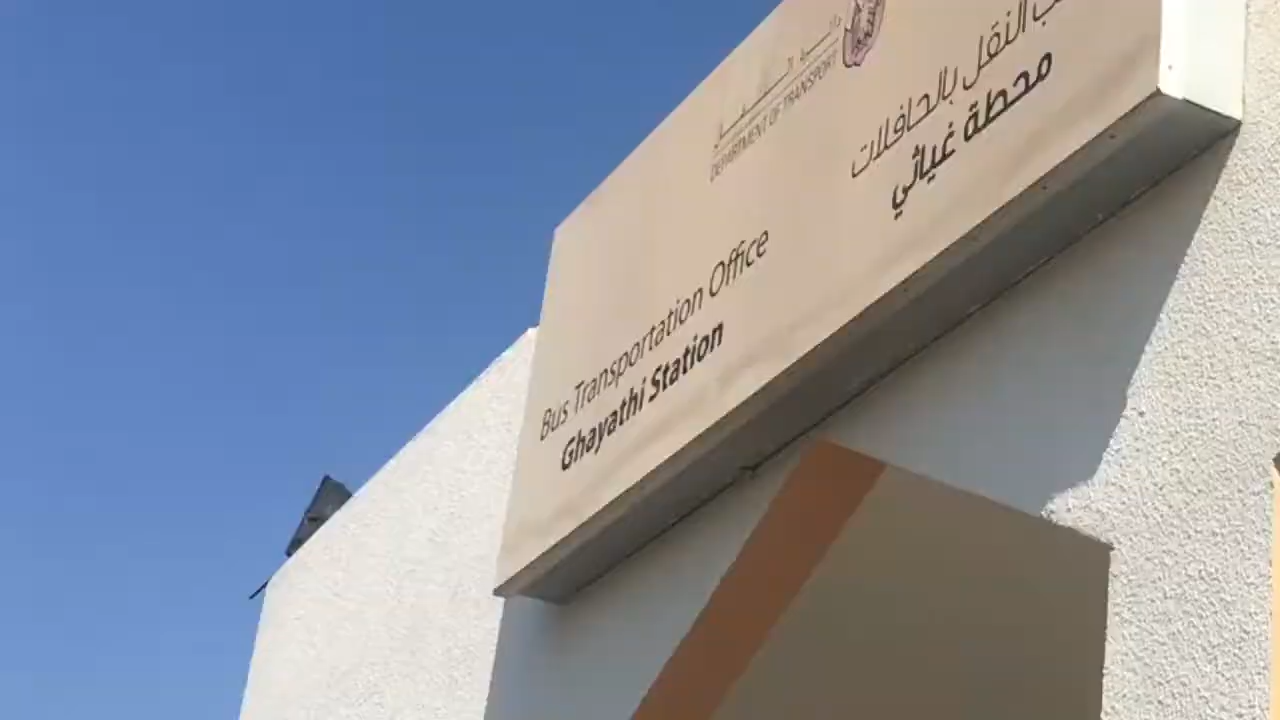 DEPARTMENT OF TRANSPORT
النقل بالحافلات
محطة غياثي
Bus Transportation Office
Ghayathi Station